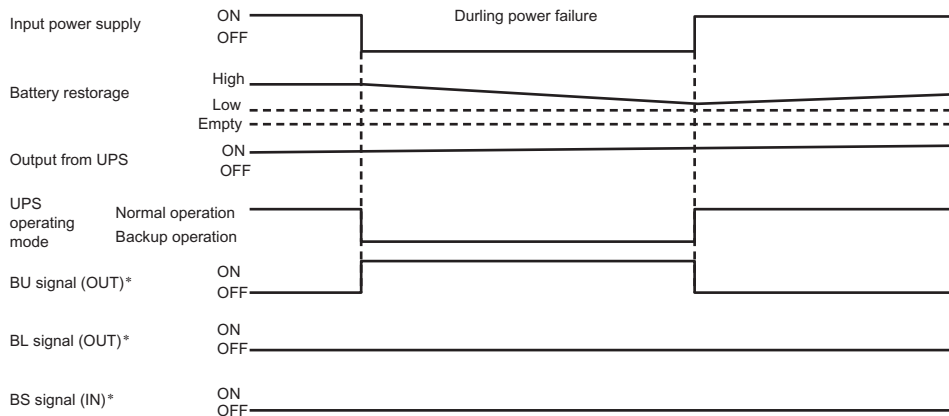 Input power supply
ON
OFF
Durling power failure
Battery restorage
High
Low
Empty
Output from UPS
ON
OFF
UPS
operating
mode
Normal operation
Backup operation
BU signal (OUT)*
ON
OFF
BL signal (OUT)*
ON
OFF
BS signal (IN)*
ON
OFF